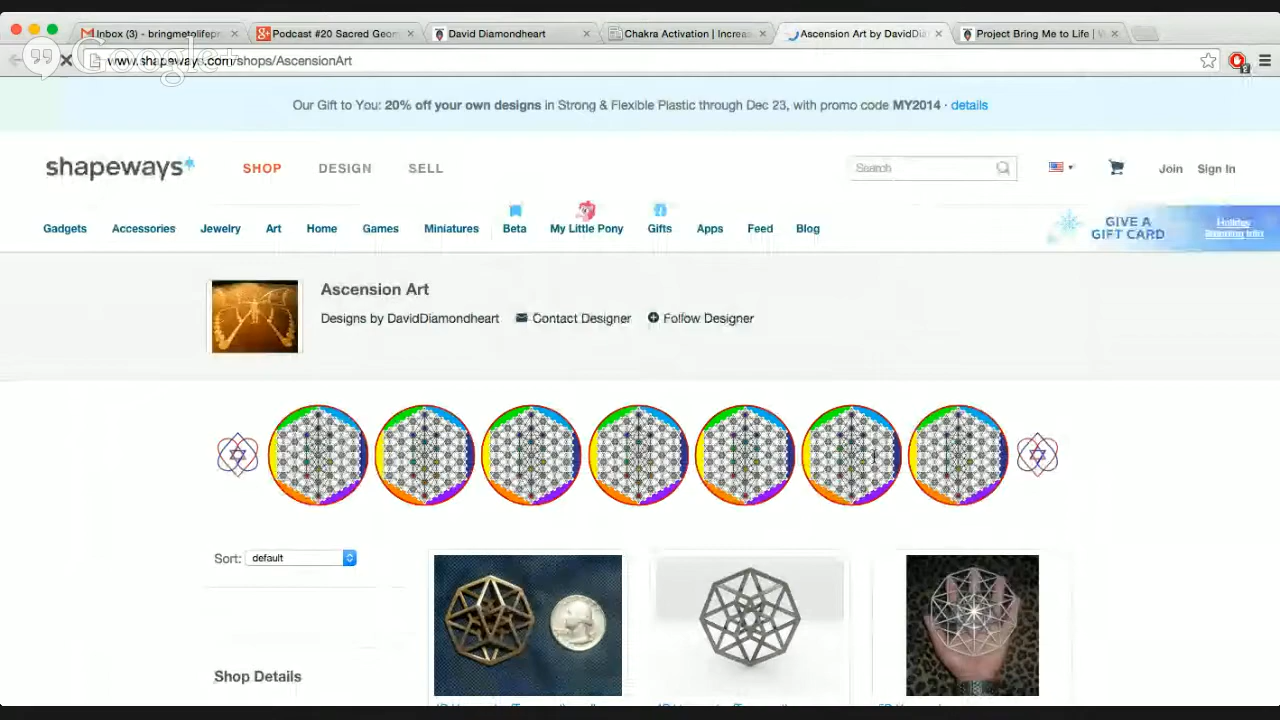 Inbox (3) - bringmetolifepr
Podcast #20 Sacred Geom
David Diamondheart
Chakra Activation | Increas
Ascension Art by DavidDia
Project Bring Me to Life |
Google+
www.shapeways.com/shops/AscensionArt
Our Gift to You: 20% off your own designs in Strong & Flexible Plastic through Dec 23, with promo code MY2014 · details
shapeways
SHOP
DESIGN
SELL
Search
Join
Sign In
Gadgets
Accessories
Jewelry
Art
Home
Games
Miniatures
Beta
My Little Pony
Gifts
Apps
Feed
Blog
GIVE A
GIFT CARD
Holiday
Ascension Art
Designs by DavidDiamondheart
Contact Designer
Follow Designer
Sort: default
Shop Details